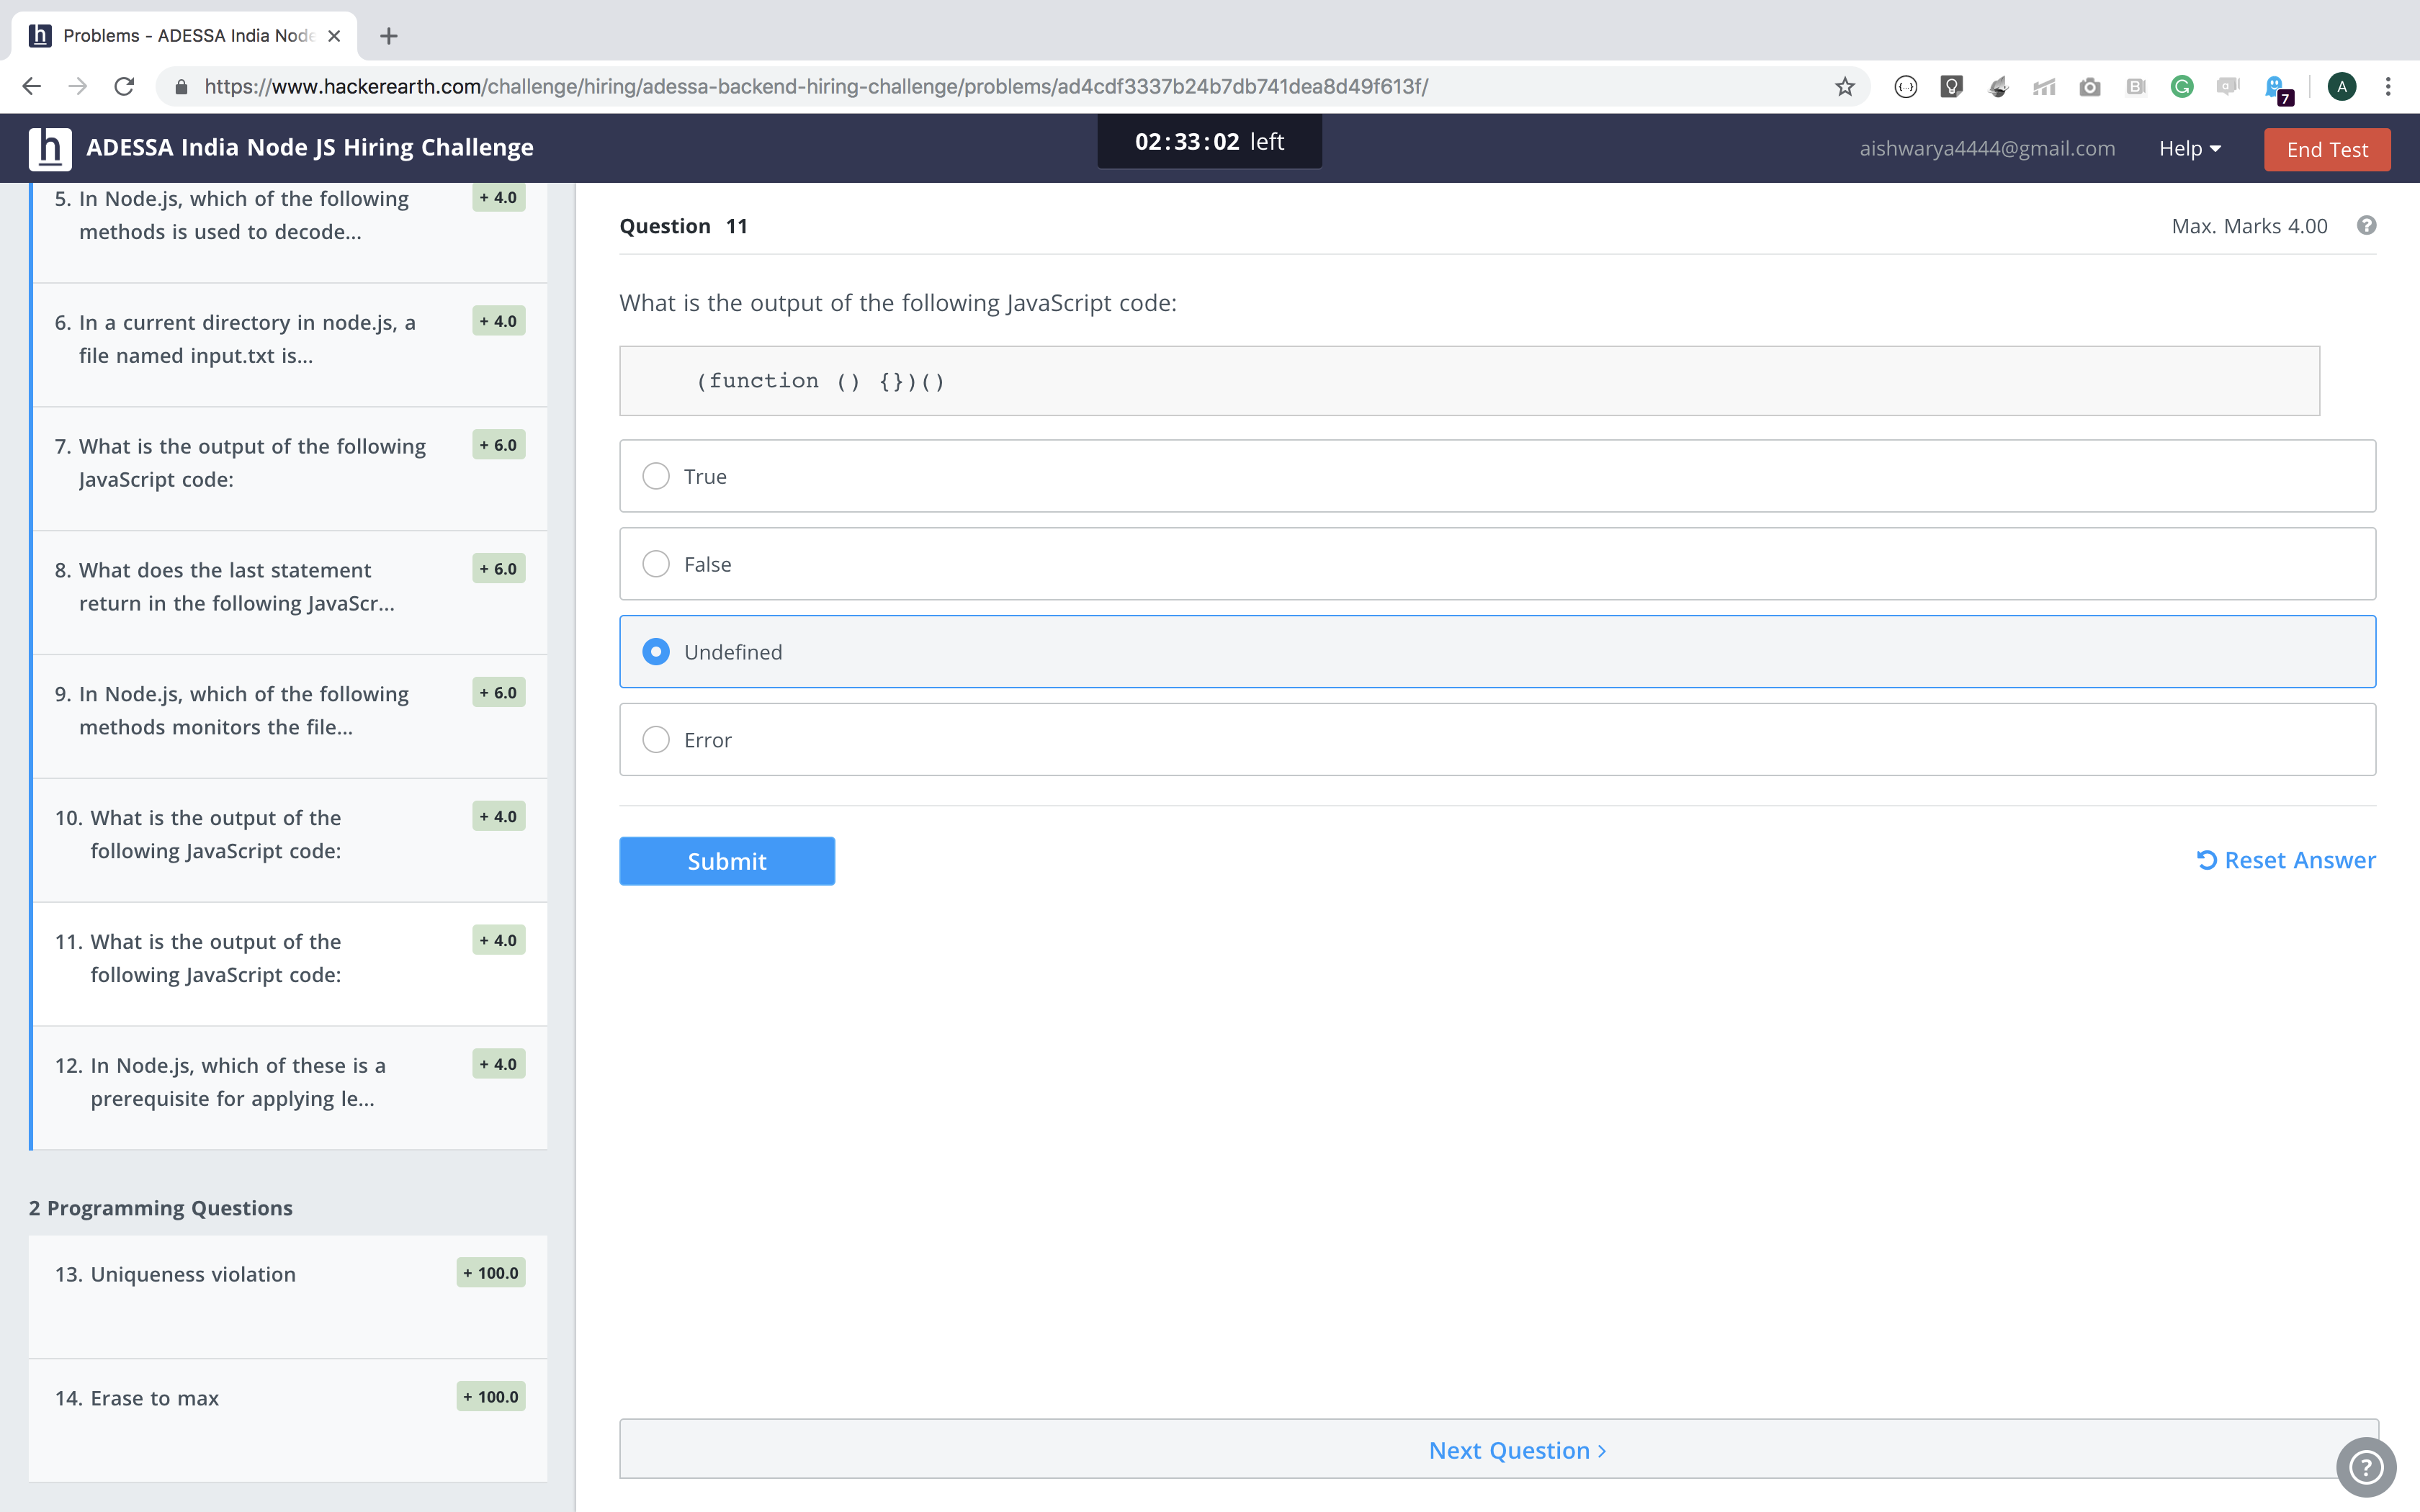 Problems - ADESSA India Node
https://www.hackerearth.com/challenge/hiring/adessa-backend-hiring-challenge/problems/ad4cdf3337b24b7db741dea8d49f613f/
7
A
h
ADESSA India Node JS Hiring Challenge
02:33:02 left
aishwarya4444@gmail.com
Help
End Test
5. In Node.js, which of the following
methods is used to decode...
+ 4.0
6. In a current directory in node.js, a
file named input.txt is...
+ 4.0
7. What is the output of the following
JavaScript code:
+ 6.0
8. What does the last statement
return in the following JavaScr...
+ 6.0
9. In Node.js, which of the following
methods monitors the file...
+ 6.0
10. What is the output of the
following JavaScript code:
+ 4.0
11. What is the output of the
following JavaScript code:
+ 4.0
12. In Node.js, which of these is a
prerequisite for applying le...
+ 4.0
2 Programming Questions
13. Uniqueness violation
+ 100.0
14. Erase to max
+ 100.0
Question 11
Max. Marks 4.00
?
What is the output of the following JavaScript code:
(function () {})()
True
False
Undefined
Error
Submit
Reset Answer
Next Question >
?